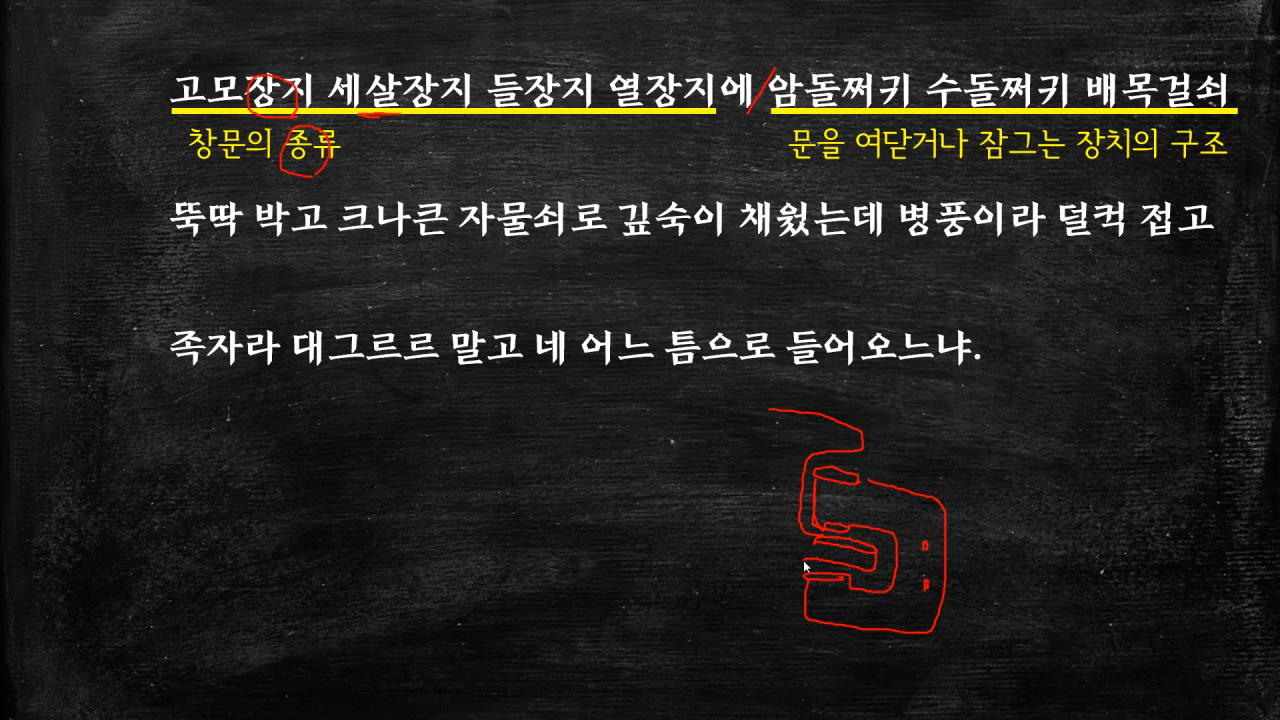 고모장지 세살장지 들장지 열장지에 암돌쩌키 수돌쩌키 배목걸쇠
창문의 종류 문을 여닫거나 잠그는 장치의 구조
뚝딱 박고 크나큰 자물쇠로 깊숙이 채웠는데 병풍이라 덜컥 접고
족자라 대그르르 말고 네 어느 틈으로 들어오느냐.